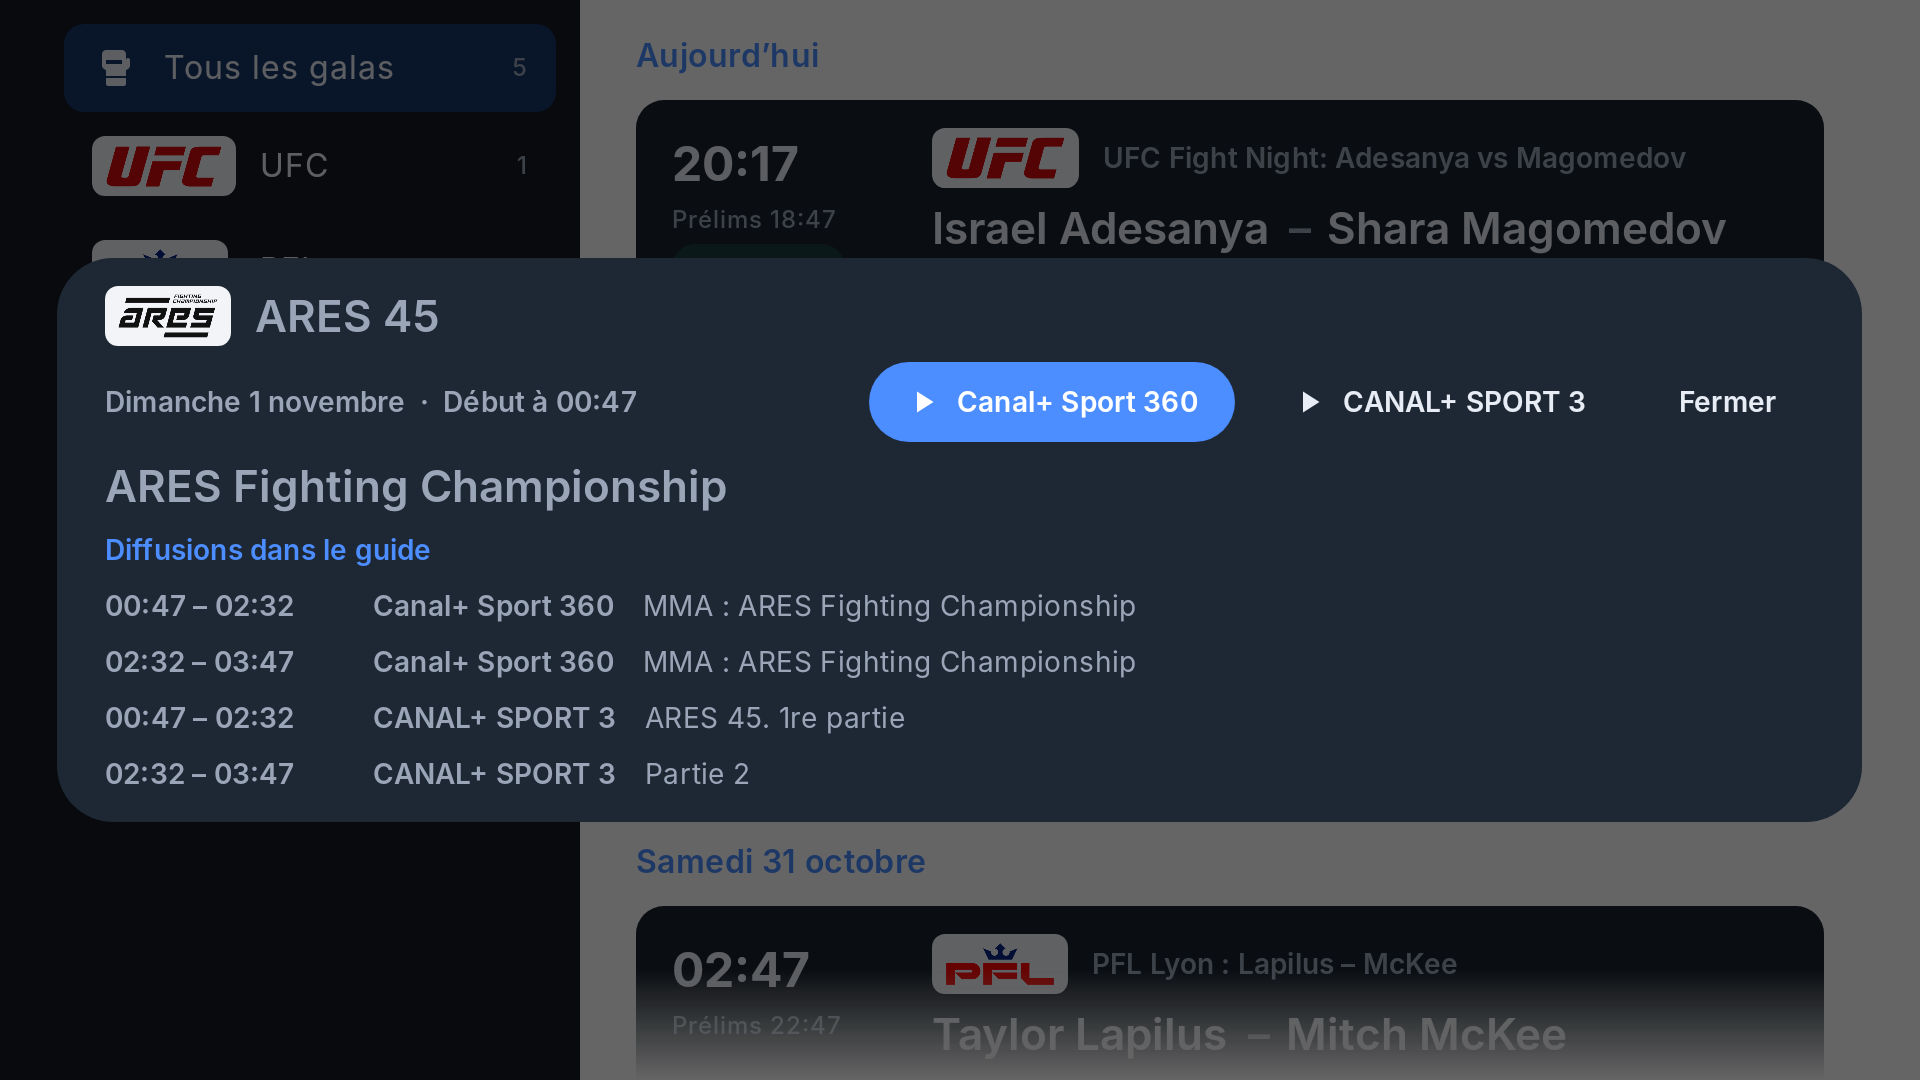 Tous les galas 5
UFC UFC 1
Aujourd’hui
20:17
Prélims 18:47
UFC UFC Fight Night: Adesanya vs Magomedov
Israel Adesanya – Shara Magomedov
FIGHTING CHAMPIONSHIP
ares
ARES 45
Dimanche 1 novembre · Début à 00:47
Canal+ Sport 360
CANAL+ SPORT 3
Fermer
ARES Fighting Championship
Diffusions dans le guide
00:47 – 02:32 Canal+ Sport 360 MMA : ARES Fighting Championship
02:32 – 03:47 Canal+ Sport 360 MMA : ARES Fighting Championship
00:47 – 02:32 CANAL+ SPORT 3 ARES 45. 1re partie
02:32 – 03:47 CANAL+ SPORT 3 Partie 2
Samedi 31 octobre
02:47
Prélims 22:47
PFL PFL Lyon : Lapilus – McKee
Taylor Lapilus – Mitch McKee